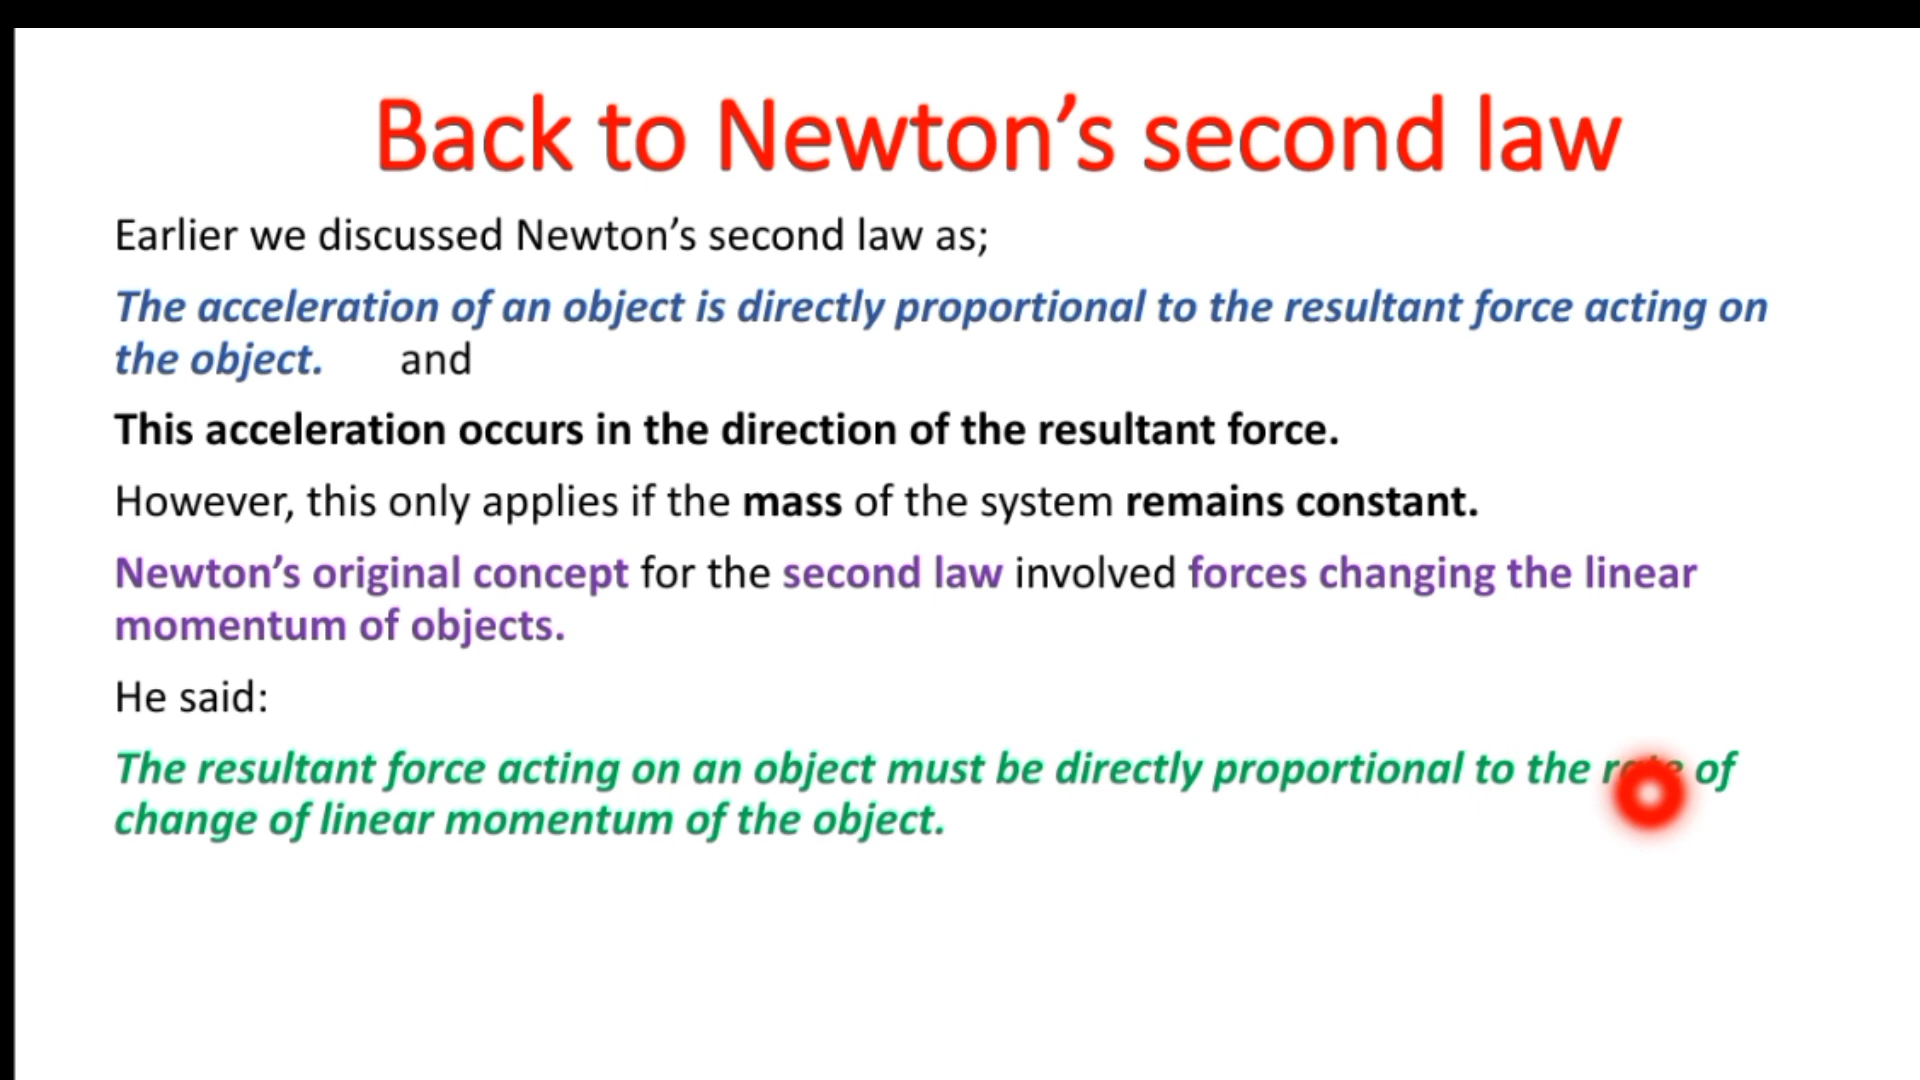 Back to Newton’s second law
Earlier we discussed Newton’s second law as;
The acceleration of an object is directly proportional to the resultant force acting on
the object. and
This acceleration occurs in the direction of the resultant force.
However, this only applies if the mass of the system remains constant.
Newton’s original concept for the second law involved forces changing the linear
momentum of objects.
He said:
The resultant force acting on an object must be directly proportional to the rate of
change of linear momentum of the object.